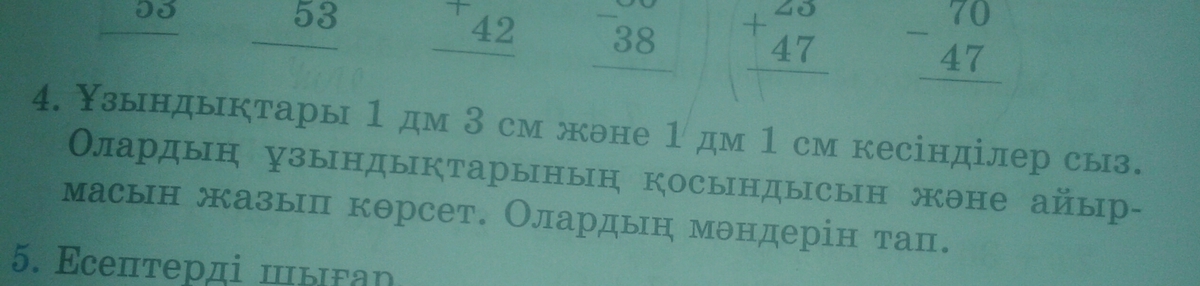 53 53 + 42 - 38 + 23 47 - 70 47
4. Ұзындықтары 1 дм 3 см және 1 дм 1 см кесінділер сыз.
Олардың ұзындықтарының қосындысын және айыр-
масын жазып көрсет. Олардың мәндерін тап.
5. Есептерді шығар